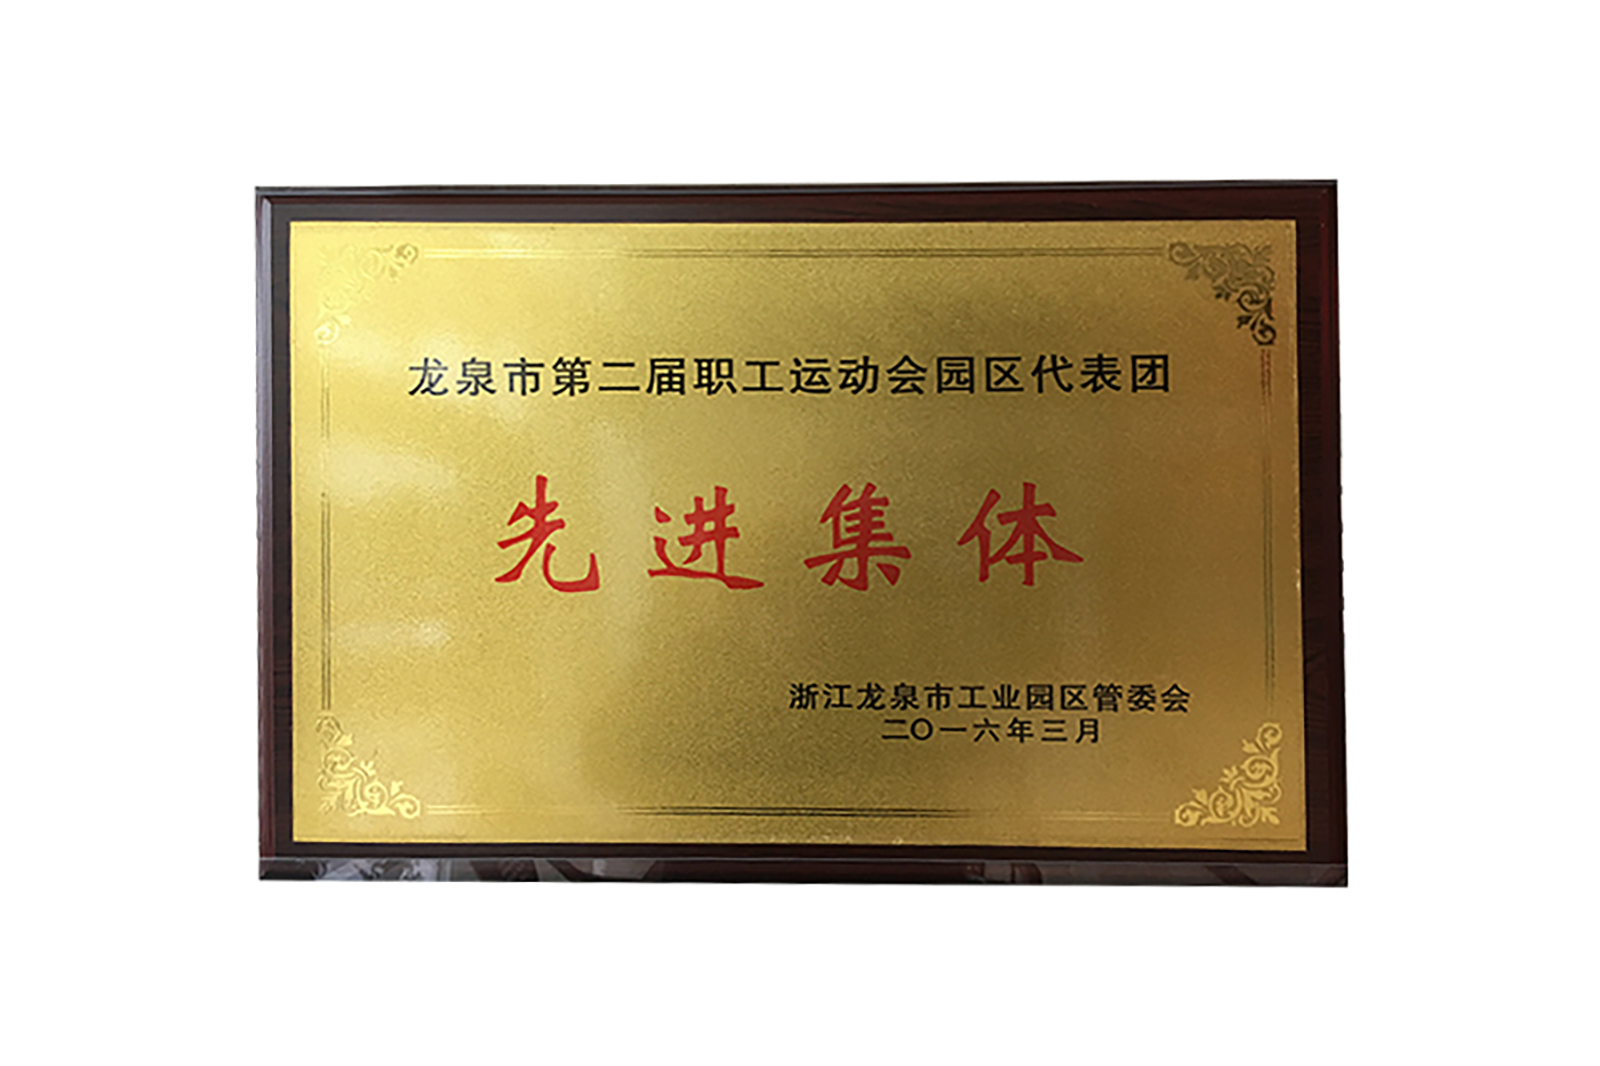 龙泉市第二届职工运动会园区代表团
先进集体
浙江龙泉市工业园区管委会
二〇一六年三月